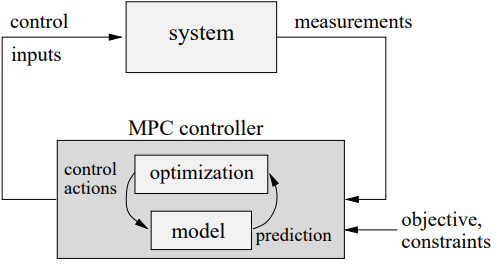 control
inputs
system
measurements
MPC controller
control
actions
optimization
model
prediction
objective,
constraints